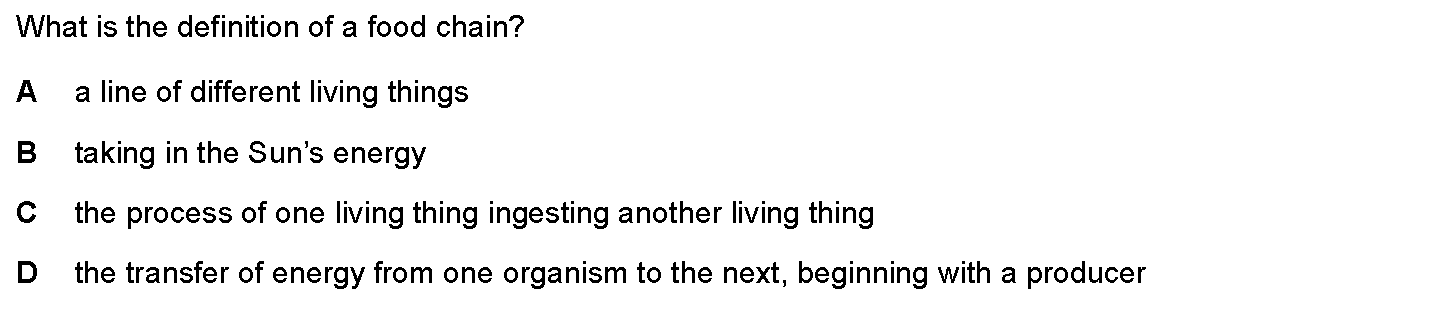 What is the definition of a food chain?
A a line of different living things
B taking in the Sun’s energy
C the process of one living thing ingesting another living thing
D the transfer of energy from one organism to the next, beginning with a producer